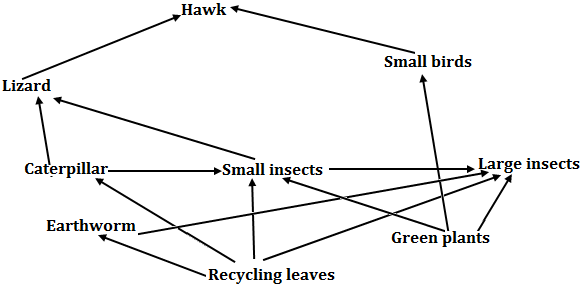 Hawk
Small birds
Lizard
Caterpillar
Small insects
Large insects
Earthworm
Green plants
Recycling leaves